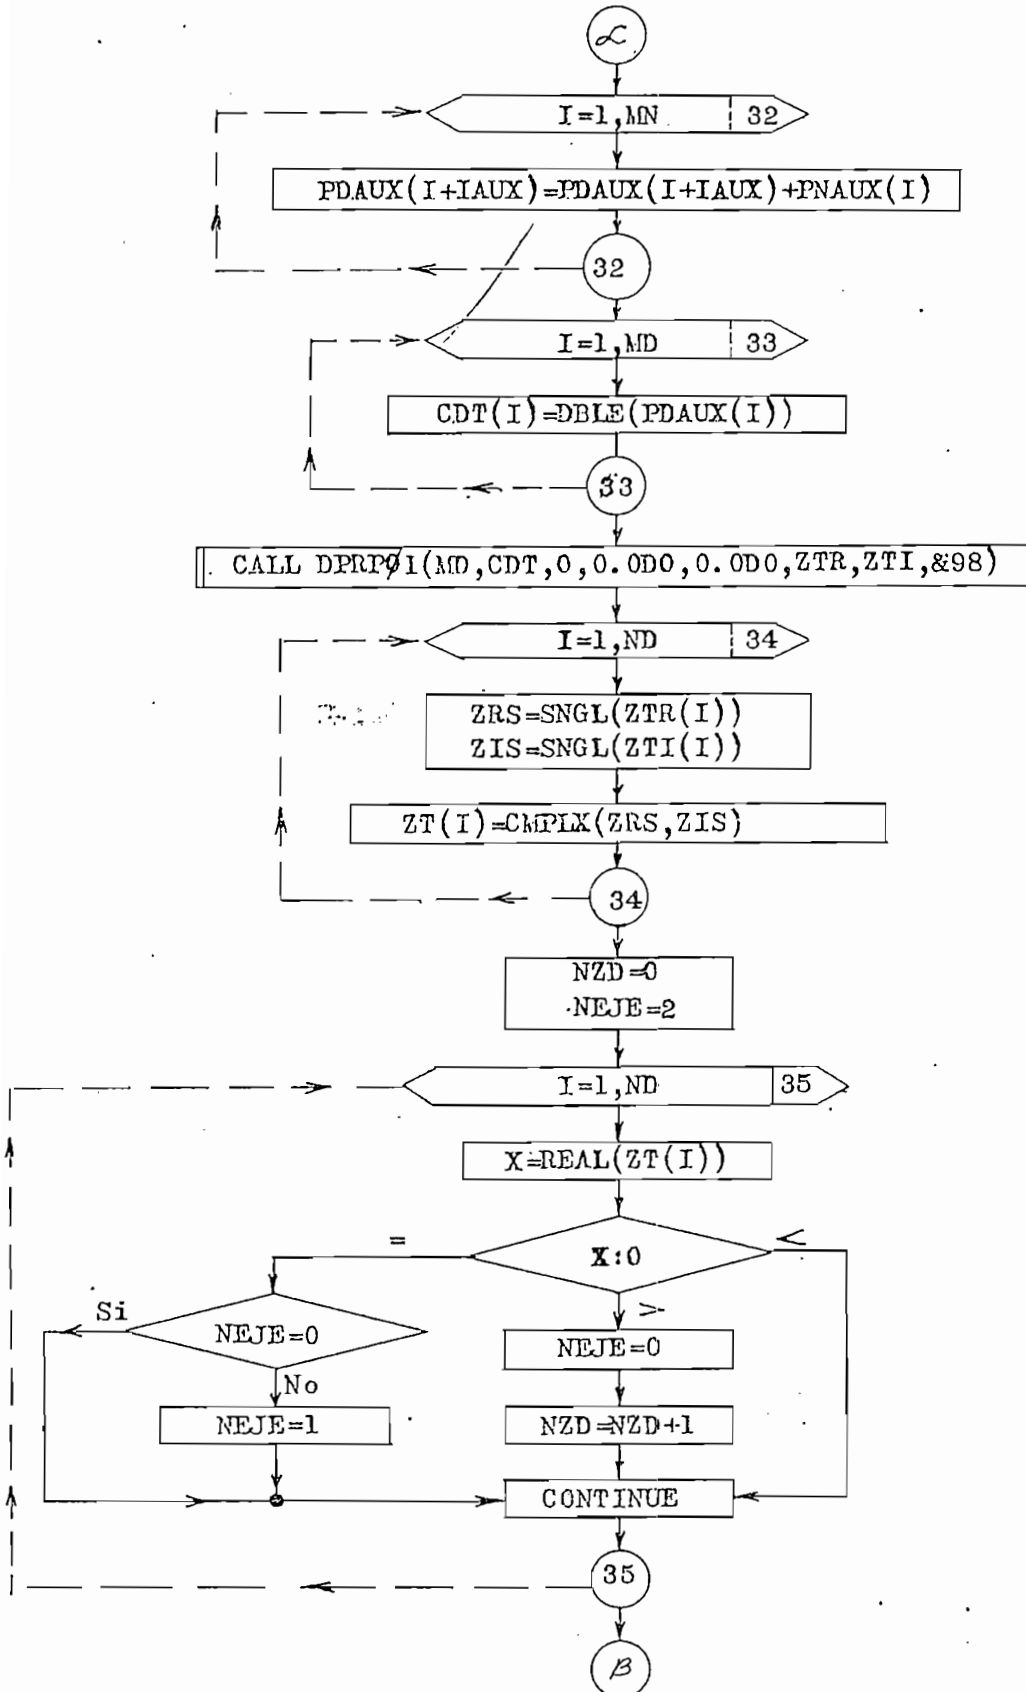 α
I=1,MN 32
PDAUX(I+IAUX)=PDAUX(I+IAUX)+PNAUX(I)
32
I=1,MD 33
CDT(I)=DBLE(PDAUX(I))
33
CALL DPRPØ1(MD,CDT,0,0.0D0,0.0D0,ZTR,ZTI,&98)
I=1,ND 34
ZRS=SNGL(ZTR(I))
ZIS=SNGL(ZTI(I))
ZT(I)=CMPLX(ZRS,ZIS)
34
NZD=0
NEJE=2
I=1,ND 35
X=REAL(ZT(I))
= X:0 <
>
Si NEJE=0
No
NEJE=0
NEJE=1
NZD=NZD+1
CONTINUE
35
β